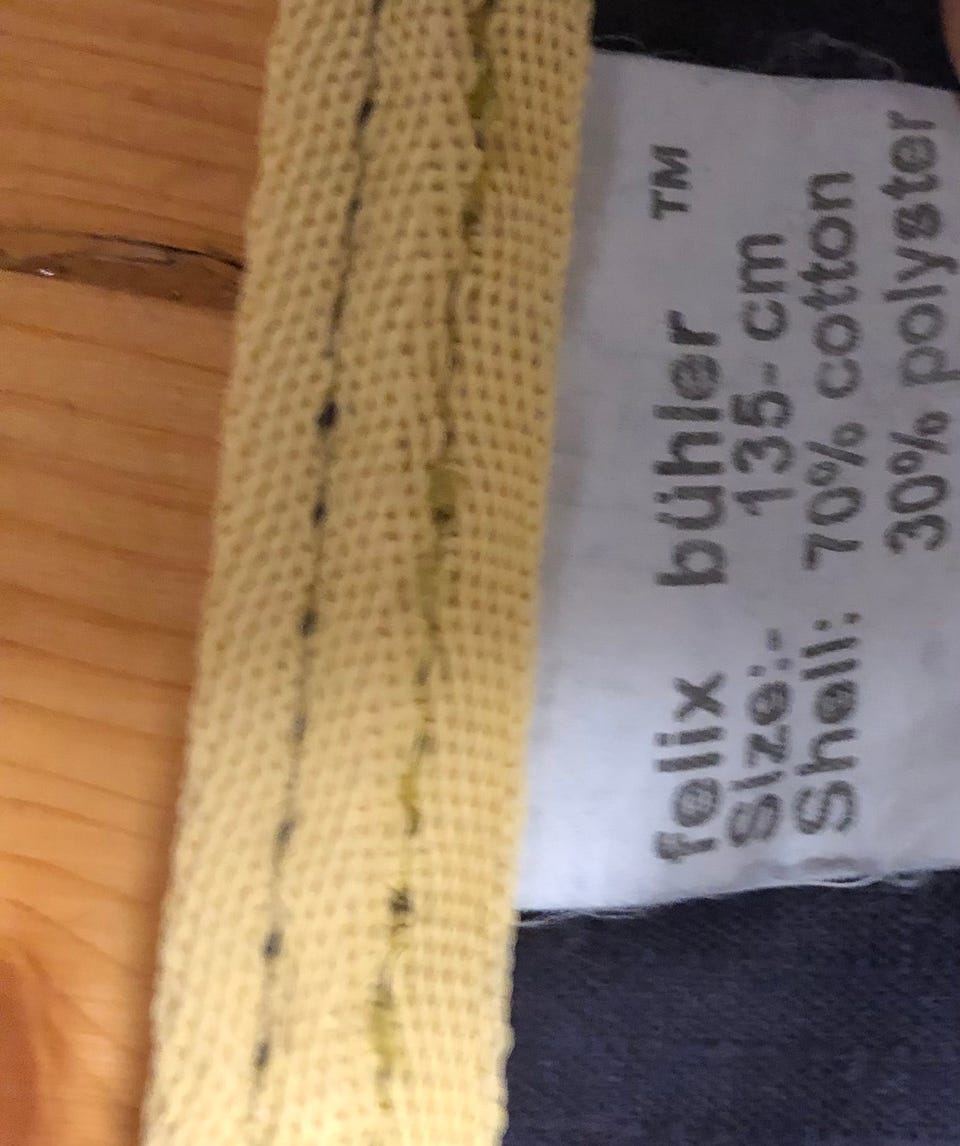 felix bühler ™
Size:- 135- cm
Shell: 70% cotton
30% polyster